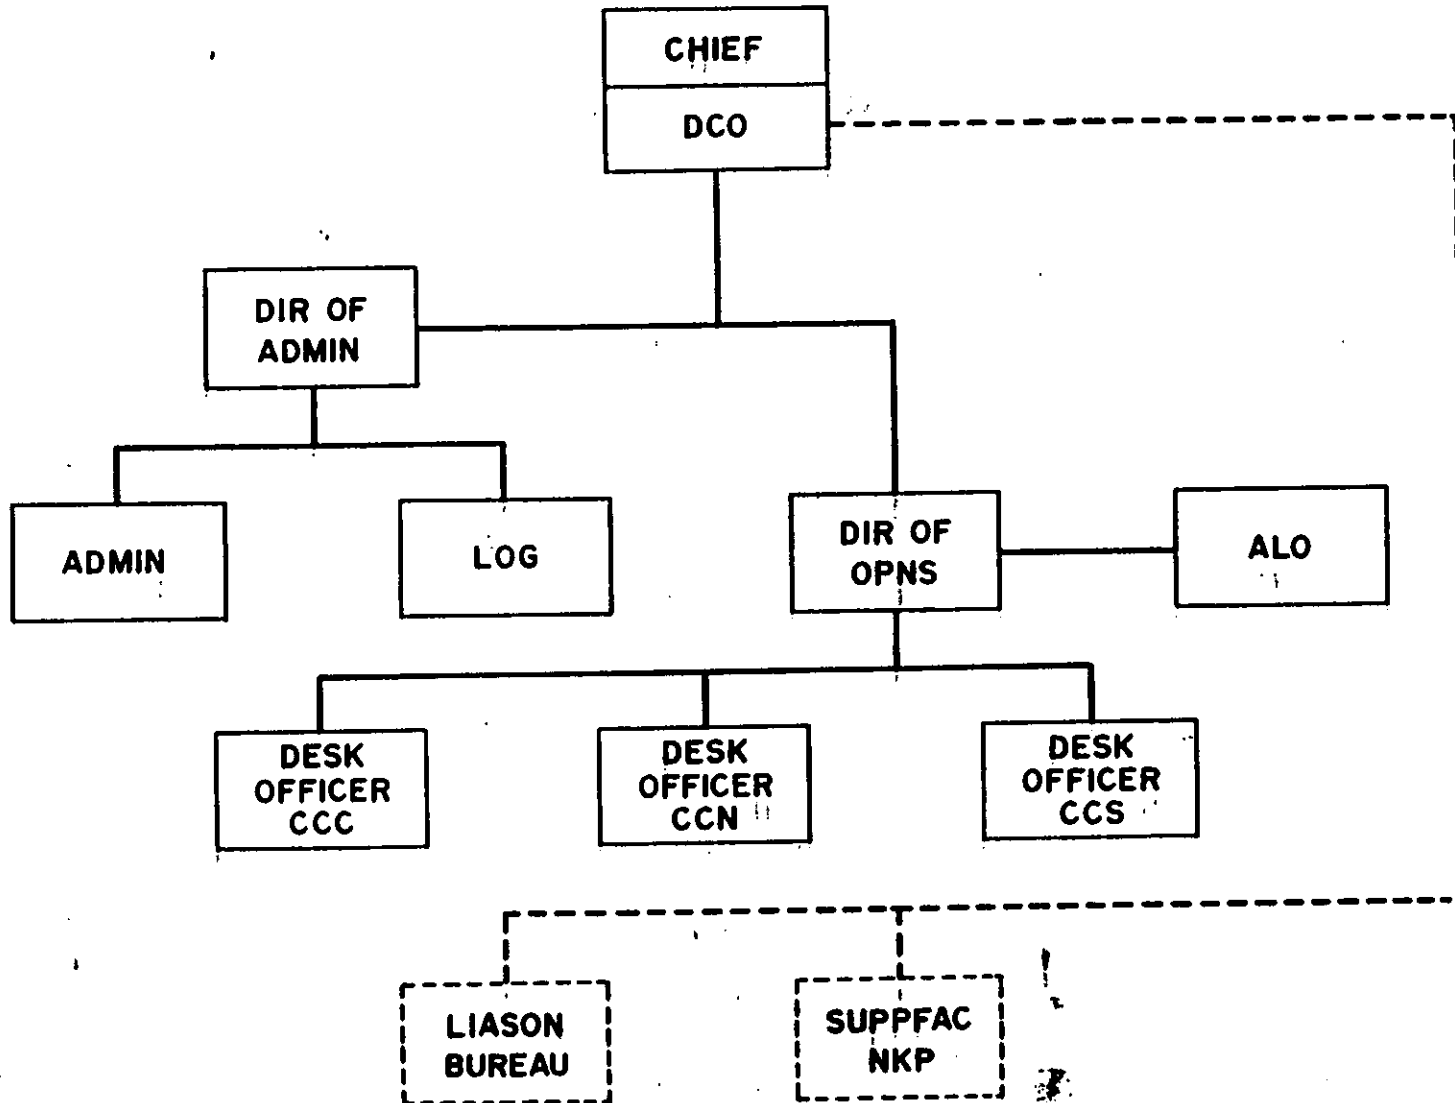 CHIEF
DCO
DIR OF
ADMIN
ADMIN
LOG
DIR OF
OPNS
ALO
DESK
OFFICER
CCC
DESK
OFFICER
CCN
DESK
OFFICER
CCS
LIASON
BUREAU
SUPPFAC
NKP